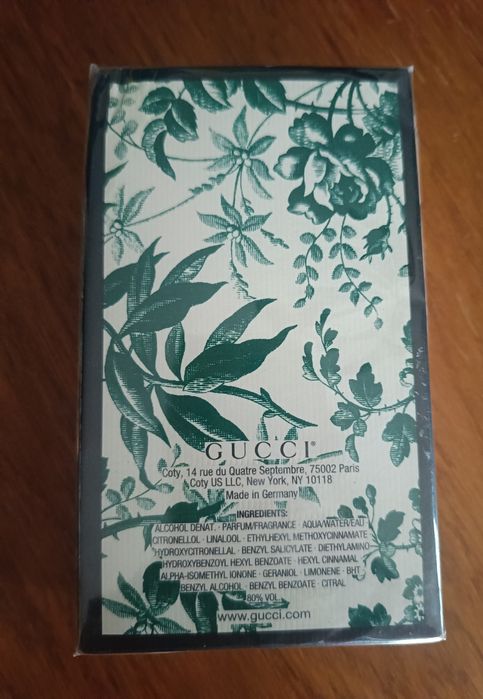 GUCCI®
Coty, 14 rue du Quatre Septembre, 75002 Paris
Coty US LLC, New York, NY 10118
Made in Germany
INGREDIENTS:
ALCOHOL DENAT. · PARFUM/FRAGRANCE · AQUA/WATER/EAU
CITRONELLOL · LINALOOL · ETHYLHEXYL METHOXYCINNAMATE
HYDROXYCITRONELLAL · BENZYL SALICYLATE · DIETHYLAMINO
HYDROXYBENZOYL HEXYL BENZOATE · HEXYL CINNAMAL
ALPHA-ISOMETHYL IONONE · GERANIOL · LIMONENE · BHT
BENZYL ALCOHOL · BENZYL BENZOATE · CITRAL
80% VOL
www.gucci.com